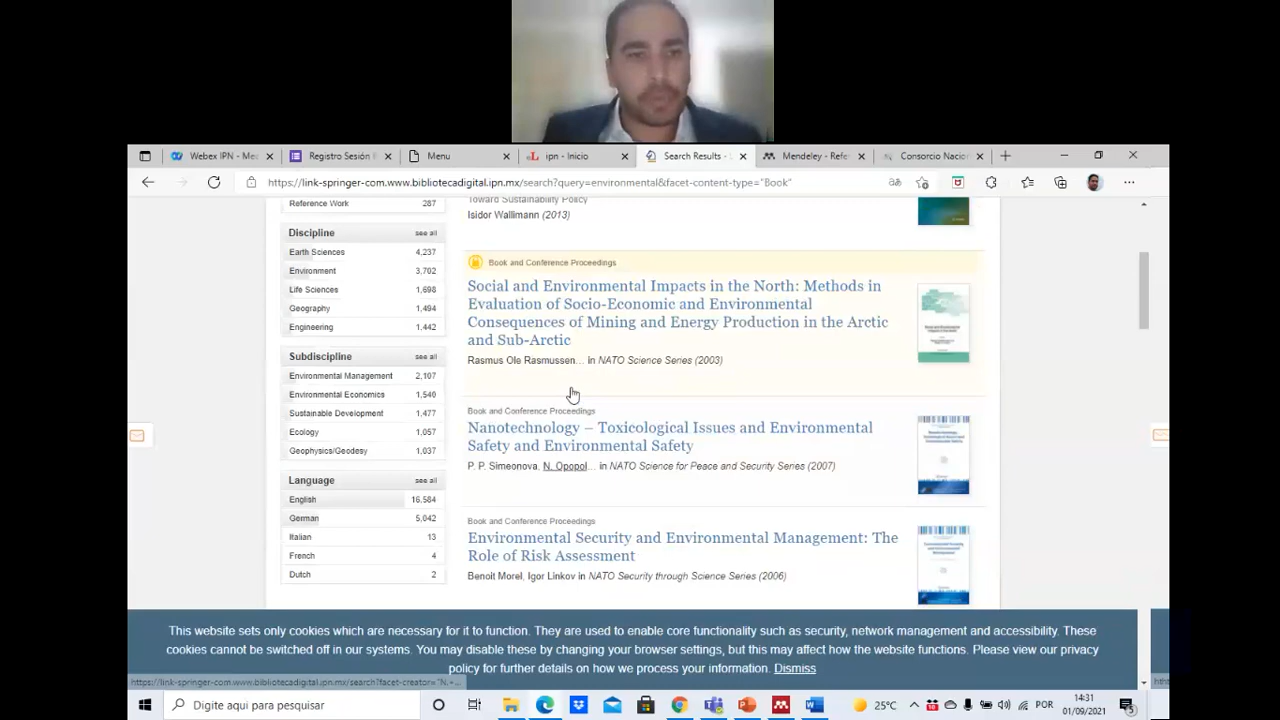 Webex IPN - Me
Registro Sesión
Menu
ipn - Inicio
Search Results -
Mendeley - Refe
Consorcio Nacio
https://link-springer-com.www.bibliotecadigital.ipn.mx/search?query=environmental&facet-content-type="Book"
Reference Work 287
Toward Sustainability Policy
Isidor Wallimann (2013)
Discipline see all
Earth Sciences 4,237
Environment 3,702
Life Sciences 1,698
Geography 1,494
Engineering 1,442
Subdiscipline see all
Environmental Management 2,107
Environmental Economics 1,540
Sustainable Development 1,477
Ecology 1,057
Geophysics/Geodesy 1,037
Language see all
English 16,584
German 5,042
Italian 13
French 4
Dutch 2
Book and Conference Proceedings
Social and Environmental Impacts in the North: Methods in
Evaluation of Socio-Economic and Environmental
Consequences of Mining and Energy Production in the Arctic
and Sub-Arctic
Rasmus Ole Rasmussen... in NATO Science Series (2003)
Book and Conference Proceedings
Nanotechnology – Toxicological Issues and Environmental
Safety and Environmental Safety
P. P. Simeonova, N. Opopol... in NATO Science for Peace and Security Series (2007)
Book and Conference Proceedings
Environmental Security and Environmental Management: The
Role of Risk Assessment
Benoit Morel, Igor Linkov in NATO Security through Science Series (2006)
This website sets only cookies which are necessary for it to function. They are used to enable core functionality such as security, network management and accessibility. These
cookies cannot be switched off in our systems. You may disable these by changing your browser settings, but this may affect how the website functions. Please view our privacy
policy for further details on how we process your information. Dismiss
https://link-springer-com.www.bibliotecadigital.ipn.mx/search?facet-creator="N.+...
Digite aqui para pesquisar
25°C
POR
14:31
01/09/2021